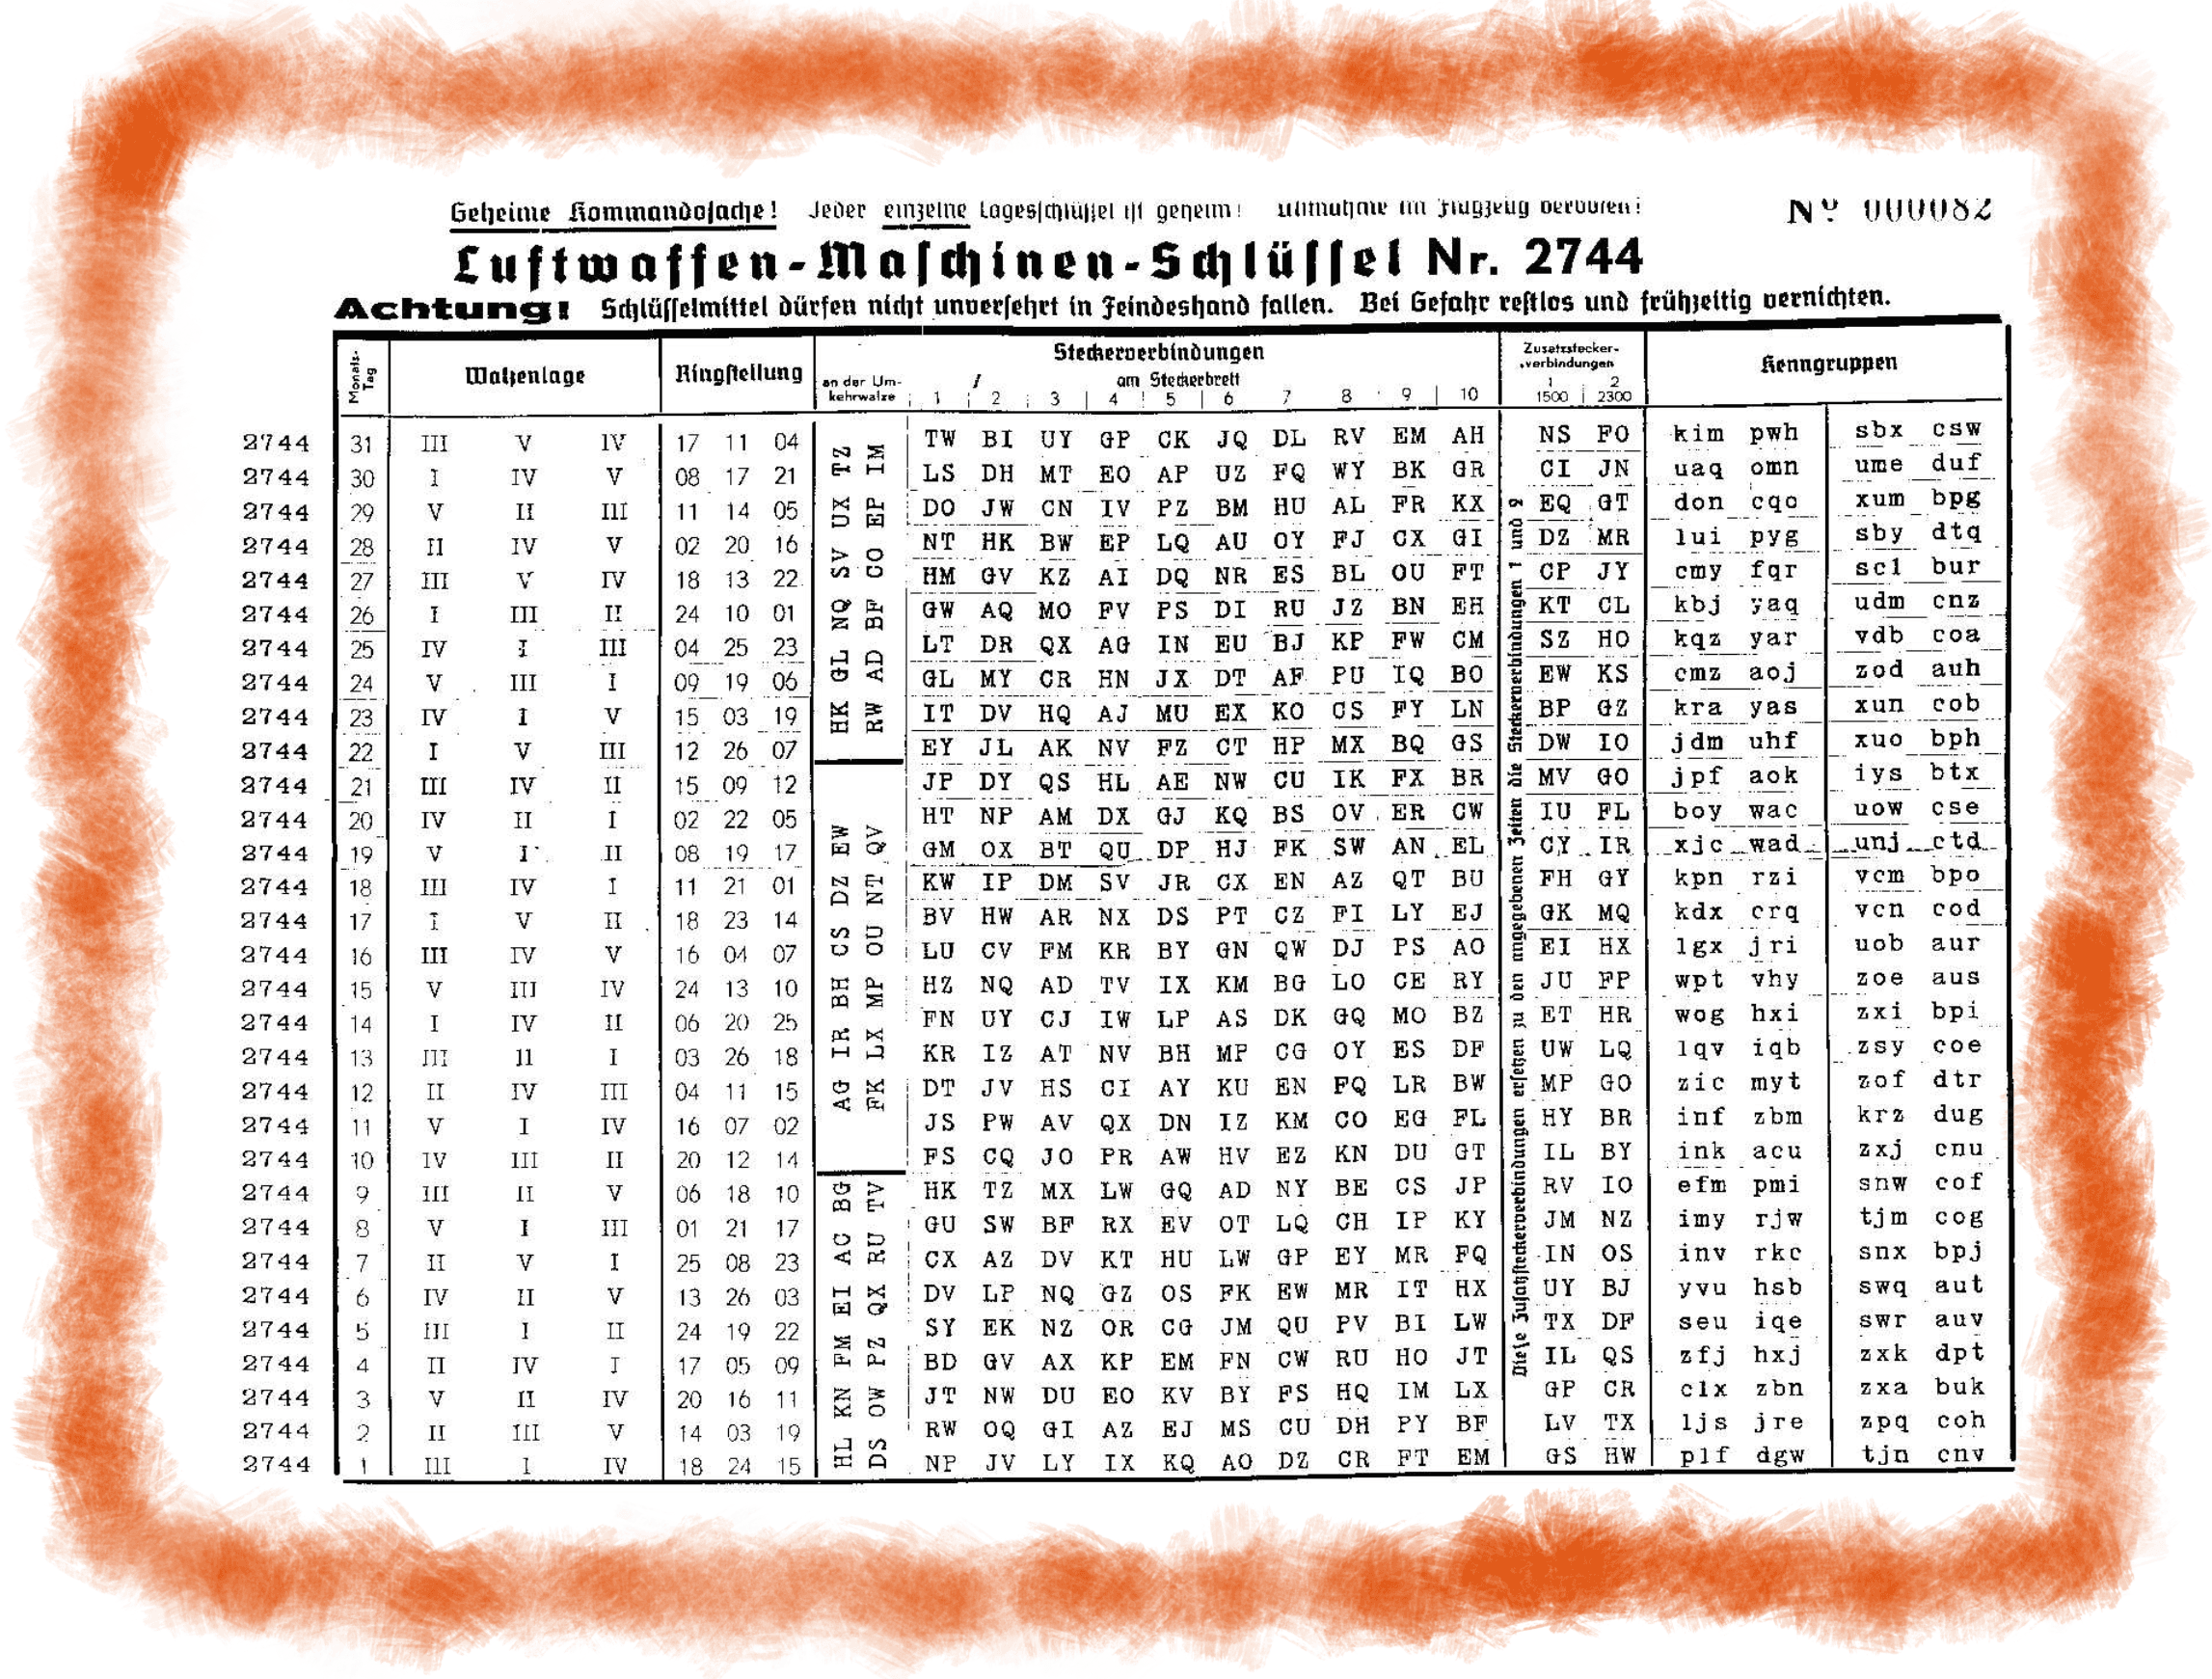 Geheime Kommandosache! Jeder einzelne Tagesschlüssel ist geheim! Mitnahme im Flugzeug verboten! Nº 000082
Luftwaffen-Maschinen-Schlüssel Nr. 2744
Achtung! Schlüsselmittel dürfen nicht unversehrt in Feindeshand fallen. Bei Gefahr restlos und frühzeitig vernichten.
Monats-Tag Walzenlage Ringstellung Steckerverbindungen Zusatzstecker-verbindungen Kenngruppen
an der Um-kehrwalze am Steckerbrett
1 2 3 4 5 6 7 8 9 10 1 1500 2 2300
2744 31 III V IV 17 11 04 TW BI UY GP CK JQ DL RV EM AH NS FO kim pwh sbx csw
2744 30 I IV V 08 17 21 LS DH MT EO AP UZ FQ WY BK GR CI JN uaq omn ume duf
2744 29 V II III 11 14 05 DO JW CN IV PZ BM HU AL FR KX EQ GT don cqo xum bpg
2744 28 II IV V 02 20 16 NT HK BW EP LQ AU OY FJ CX GI DZ MR lui pyg sby dtq
2744 27 III V IV 18 13 22 HM GV KZ AI DQ NR ES BL OU FT CP JY cmy fqr scl bur
2744 26 I III II 24 10 01 GW AQ MO FV PS DI RU JZ BN EH KT CL kbj yaq udm cnz
2744 25 IV I III 04 25 23 LT DR QX AG IN EU BJ KP FW CM SZ HO kqz yar vdb coa
2744 24 V III I 09 19 06 GL MY CR HN JX DT AF PU IQ BO EW KS cmz aoj zod auh
2744 23 IV I V 15 03 19 IT DV HQ AJ MU EX KO CS FY LN BP GZ kra yas xun cob
2744 22 I V III 12 26 07 EY JL AK NV FZ CT HP MX BQ GS DW IO jdm uhf xuo bph
2744 21 III IV II 15 09 12 JP DY QS HL AE NW CU IK FX BR MV GO jpf aok iys btx
2744 20 IV II I 02 22 05 HT NP AM DX GJ KQ BS OV ER CW IU FL boy wac uow cse
2744 19 V I II 08 19 17 GM OX BT QU DP HJ FK SW AN EL CY IR xjc wad unj ctd
2744 18 III IV I 11 21 01 KW IP DM SV JR CX EN AZ QT BU FH GY kpn rzi vcm bpo
2744 17 I V II 18 23 14 BV HW AR NX DS PT CZ FI LY EJ GK MQ kdx crq vcn cod
2744 16 III IV V 16 04 07 LU CV FM KR BY GN QW DJ PS AO EI HX lgx jri uob aur
2744 15 V III IV 24 13 10 HZ NQ AD TV IX KM BG LO CE RY JU FP wpt vhy zoe aus
2744 14 I IV II 06 20 25 FN UY CJ IW LP AS DK GQ MO BZ ET HR wog hxi zxi bpi
2744 13 III II I 03 26 18 KR IZ AT NV BH MP CG OY ES DF UW LQ lqv iqb zsy coe
2744 12 II IV III 04 11 15 DT JV HS CI AY KU EN FQ LR BW MP GO zic myt zof dtr
2744 11 V I IV 16 07 02 JS PW AV QX DN IZ KM CO EG FL HY BR inf zbm krz dug
2744 10 IV III II 20 12 14 FS CQ JO PR AW HV EZ KN DU GT IL BY ink acu zxj cnu
2744 9 III II V 06 18 10 HK TZ MX LW GQ AD NY BE CS JP RV IO efm pmi snw cof
2744 8 V I III 01 21 17 GU SW BF RX EV OT LQ CH IP KY JM NZ imy rjw tjm cog
2744 7 II V I 25 08 23 CX AZ DV KT HU LW GP EY MR FQ IN OS inv rkc snx bpj
2744 6 IV II V 13 26 03 DV LP NQ GZ OS FK EW MR IT HX UY BJ yvu hsb swq aut
2744 5 III I II 24 19 22 SY EK NZ OR CG JM QU PV BI LW TX DF seu iqe swr auv
2744 4 II IV I 17 05 09 BD GV AX KP EM FN CW RU HO JT IL QS zfj hxj zxk dpt
2744 3 V II IV 20 16 11 JT NW DU EO KV BY FS HQ IM LX GP CR clx zbn zxa buk
2744 2 II III V 14 03 19 RW OQ GI AZ EJ MS CU DH PY BF LV TX ljs jre zpq coh
2744 1 III I IV 18 24 15 NP JV LY IX KQ AO DZ CR FT EM GS HW plf dgw tjn cnv
HK GL NQ SV UX TZ
RW AD BF CO EP IM
AG IR BH CS DZ EW
FK LX MP OU NT QV
HL KN FM EI AC BG
DS OW PZ QX RU TV
Diese Zusatzsteckerverbindungen ersetzen zu den angegebenen Zeiten die Steckerverbindungen 1 und 2